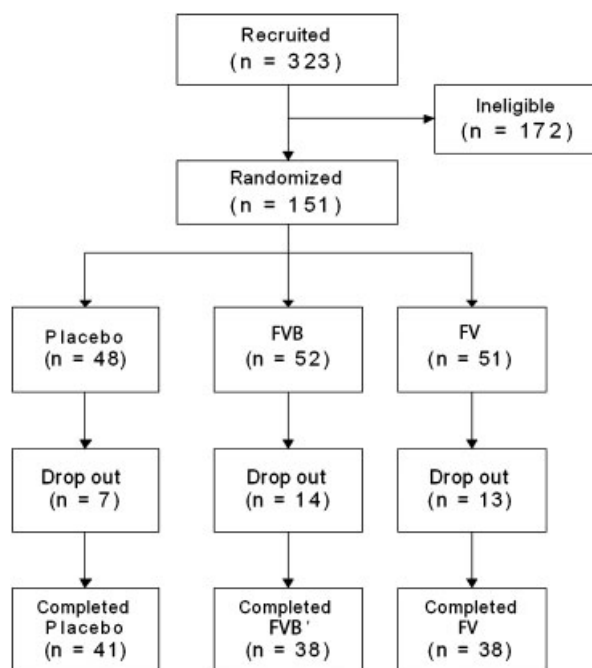 Recruited
(n = 323)
Ineligible
(n = 172)
Randomized
(n = 151)
Placebo
(n = 48)
FVB
(n = 52)
FV
(n = 51)
Drop out
(n = 7)
Drop out
(n = 14)
Drop out
(n = 13)
Completed
Placebo
(n = 41)
Completed
FVB '
(n = 38)
Completed
FV
(n = 38)